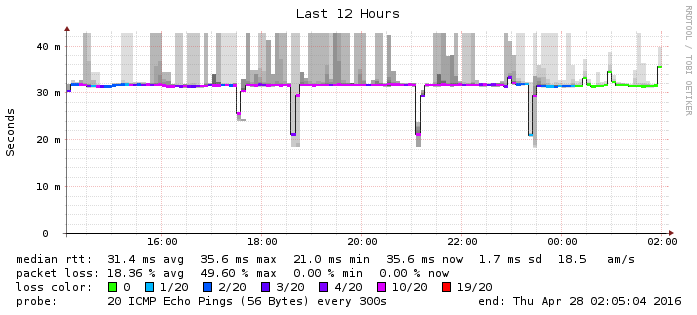 Last 12 Hours
RRDTOOL / TOBI OETIKER
Seconds
40 m
30 m
20 m
10 m
0
16:00 18:00 20:00 22:00 00:00 02:00
median rtt: 31.4 ms avg 35.6 ms max 21.0 ms min 35.6 ms now 1.7 ms sd 18.5 am/s
packet loss: 18.36 % avg 49.60 % max 0.00 % min 0.00 % now
loss color: 0 1/20 2/20 3/20 4/20 10/20 19/20
probe: 20 ICMP Echo Pings (56 Bytes) every 300s end: Thu Apr 28 02:05:04 2016